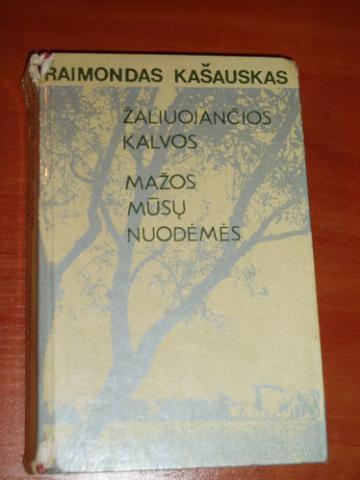 RAIMONDAS KAŠAUSKAS
ŽALIUOJANČIOS
KALVOS
MAŽOS
MŪSŲ
NUODĖMĖS